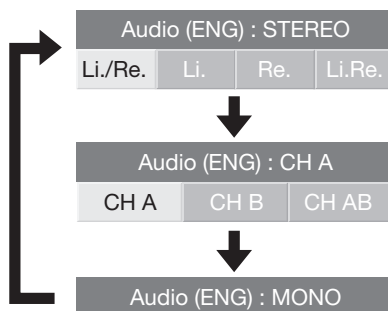 Audio (ENG) : STEREO
Li./Re. Li. Re. Li.Re.
Audio (ENG) : CH A
CH A CH B CH AB
Audio (ENG) : MONO